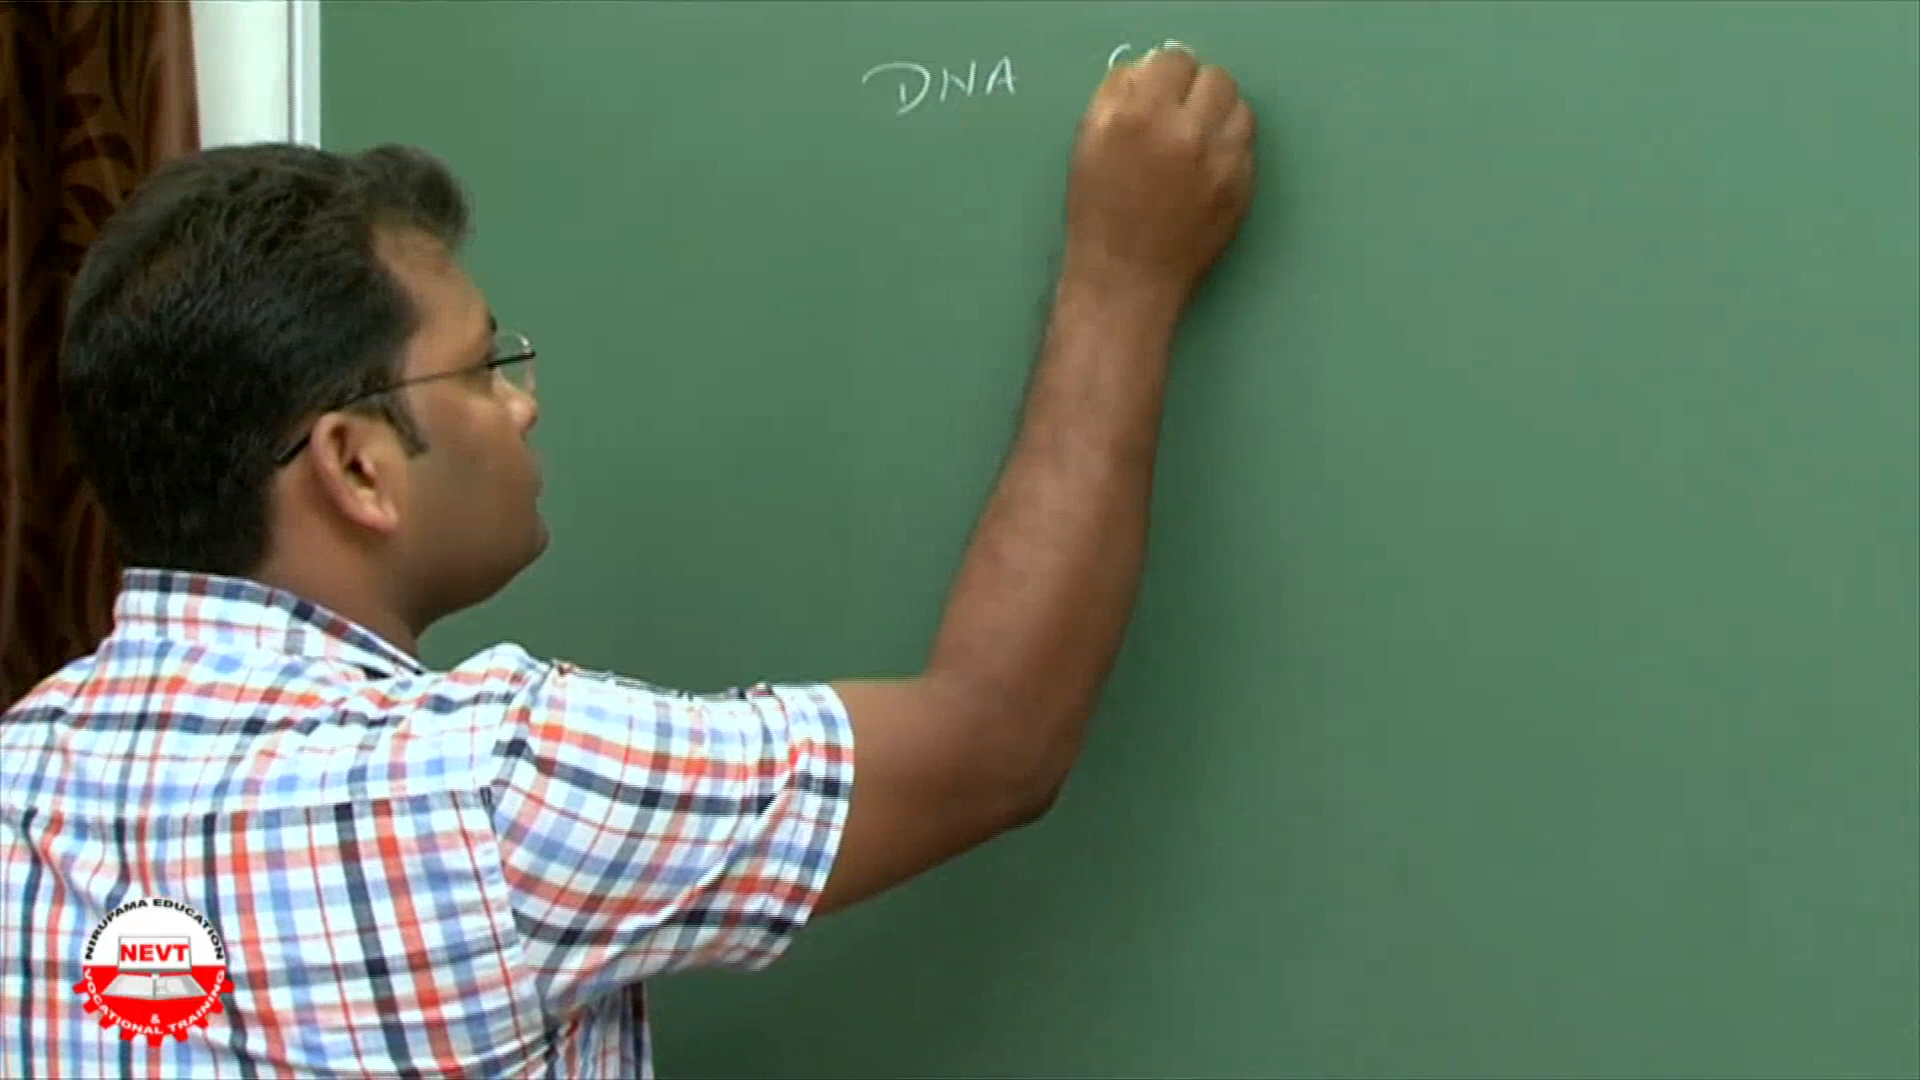 DNA
NIRUPAMA EDUCATION
NEVT
&
VOCATIONAL TRAINING